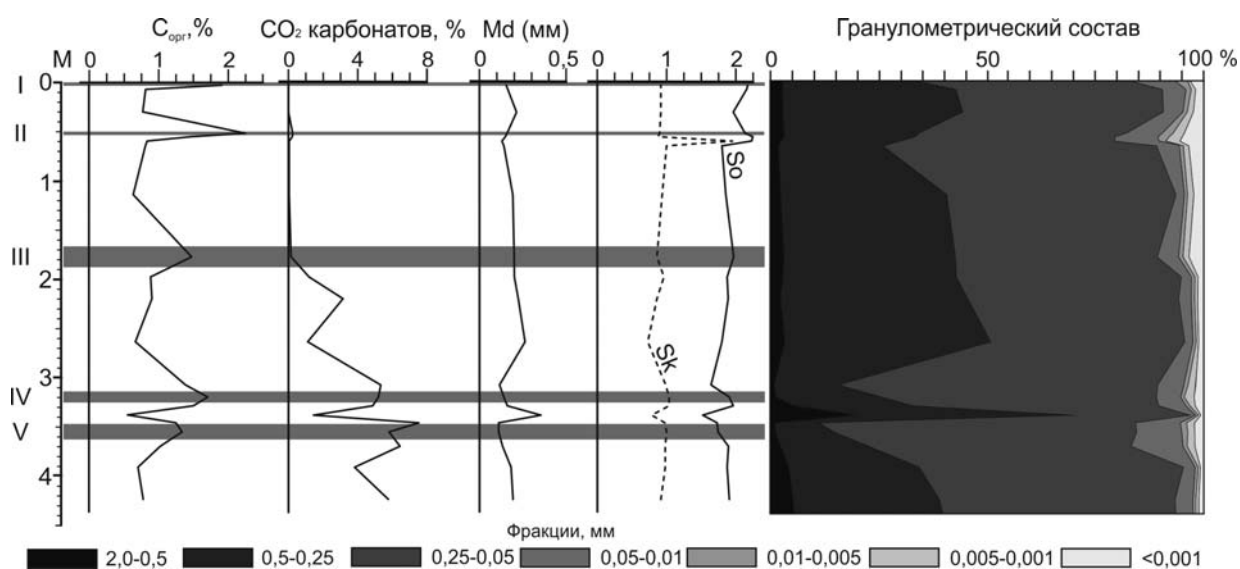 Cорг,% CO₂ карбонатов, % Md (мм) Гранулометрический состав
М 0 1 2 0 4 8 0 0,5 0 1 2 0 50 100 %
I 0
II
So
1
III
2
Sk
3
IV
V
4
Фракции, мм
2,0-0,5 0,5-0,25 0,25-0,05 0,05-0,01 0,01-0,005 0,005-0,001 <0,001